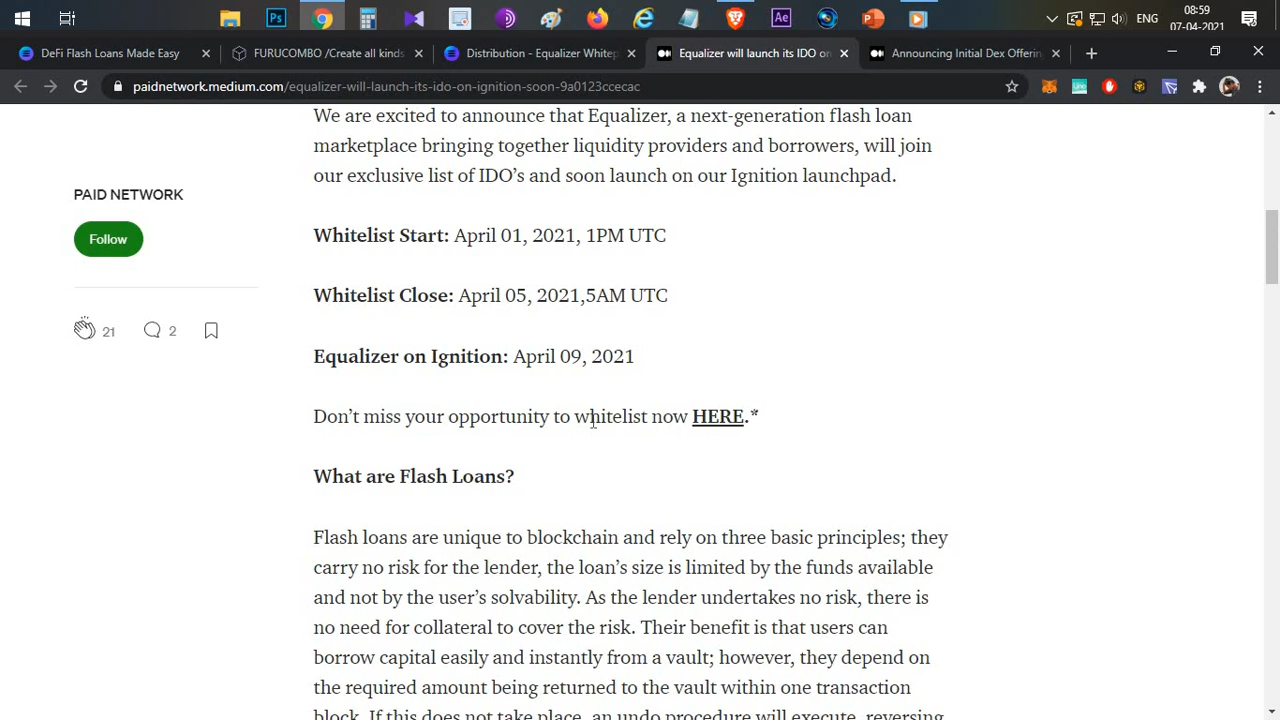 Ps
Ae
ENG
08:59
07-04-2021
DeFi Flash Loans Made Easy
FURUCOMBO /Create all kinds
Distribution - Equalizer Whitep
Equalizer will launch its IDO on
Announcing Initial Dex Offering
paidnetwork.medium.com/equalizer-will-launch-its-ido-on-ignition-soon-9a0123ccecac
PAID NETWORK
Follow
21
2
We are excited to announce that Equalizer, a next-generation flash loan
marketplace bringing together liquidity providers and borrowers, will join
our exclusive list of IDO’s and soon launch on our Ignition launchpad.
Whitelist Start: April 01, 2021, 1PM UTC
Whitelist Close: April 05, 2021,5AM UTC
Equalizer on Ignition: April 09, 2021
Don’t miss your opportunity to whitelist now HERE.*
What are Flash Loans?
Flash loans are unique to blockchain and rely on three basic principles; they
carry no risk for the lender, the loan’s size is limited by the funds available
and not by the user’s solvability. As the lender undertakes no risk, there is
no need for collateral to cover the risk. Their benefit is that users can
borrow capital easily and instantly from a vault; however, they depend on
the required amount being returned to the vault within one transaction
block. If this does not take place, an undo procedure will execute, reversing